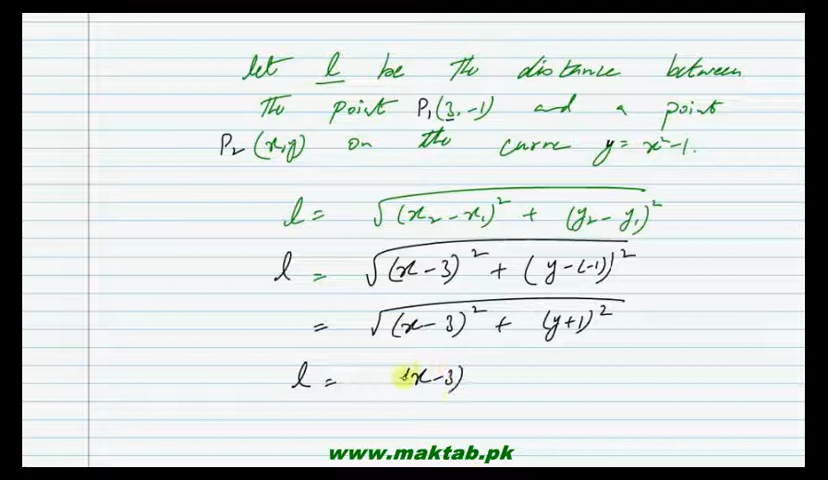 let l be the distance between
the point P₁(3,-1) and a point
P₂ (x,y) on the curve y = x²-1.
l = √(x₂-x₁)² + (y₂-y₁)²
l = √(x-3)² + (y-(-1))²
= √(x-3)² + (y+1)²
l = (x-3)
www.maktab.pk